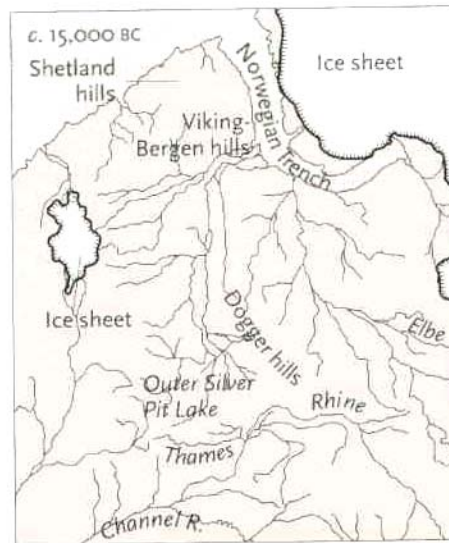 c. 15,000 BC
Shetland
hills
Ice sheet
Norwegian Trench
Viking-
Bergen hills
Ice sheet
Dogger hills
Elbe
Outer Silver
Pit Lake
Rhine
Thames
Channel R.